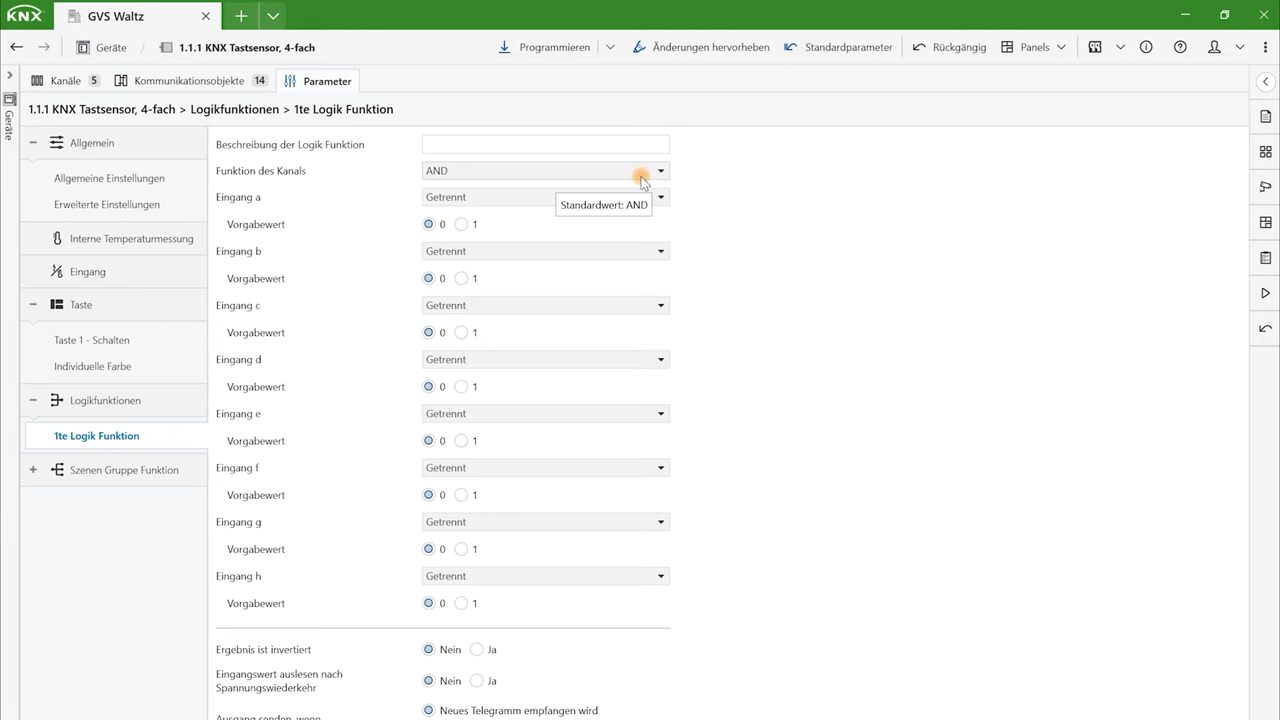 KNX GVS Waltz
Geräte / 1.1.1 KNX Tastsensor, 4-fach Programmieren Änderungen hervorheben Standardparameter Rückgängig Panels
Kanäle 5 Kommunikationsobjekte 14 Parameter
Geräte
1.1.1 KNX Tastsensor, 4-fach > Logikfunktionen > 1te Logik Funktion
Allgemein
Allgemeine Einstellungen
Erweiterte Einstellungen
Interne Temperaturmessung
Eingang
Taste
Taste 1 - Schalten
Individuelle Farbe
Logikfunktionen
1te Logik Funktion
Szenen Gruppe Funktion
Beschreibung der Logik Funktion
Funktion des Kanals AND
Eingang a Getrennt
Standardwert: AND
Vorgabewert 0 1
Eingang b Getrennt
Vorgabewert 0 1
Eingang c Getrennt
Vorgabewert 0 1
Eingang d Getrennt
Vorgabewert 0 1
Eingang e Getrennt
Vorgabewert 0 1
Eingang f Getrennt
Vorgabewert 0 1
Eingang g Getrennt
Vorgabewert 0 1
Eingang h Getrennt
Vorgabewert 0 1
Ergebnis ist invertiert Nein Ja
Eingangswert auslesen nach
Spannungswiederkehr Nein Ja
Ausgang senden, wenn Neues Telegramm empfangen wird